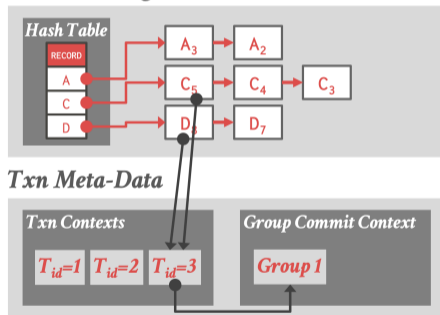 Hash Table
RECORD
A
C
D
A3 A2
C5 C4 C3
D8 D7
Txn Meta-Data
Txn Contexts
Tid=1 Tid=2 Tid=3
Group Commit Context
Group 1